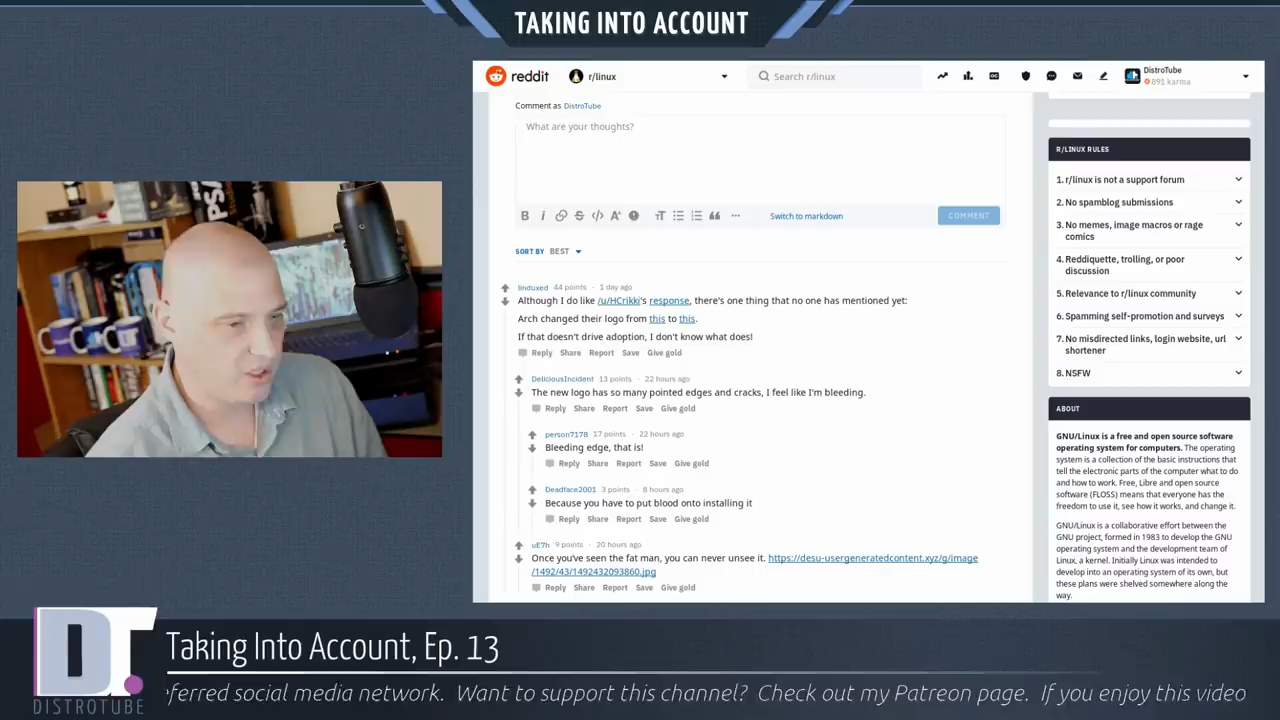 TAKING INTO ACCOUNT
reddit
r/linux
Search r/linux
DistroTube
691 karma
Comment as DistroTube
What are your thoughts?
Switch to markdown
COMMENT
SORT BY BEST
linduxed 44 points · 1 day ago
Although I do like /u/HCrikki's response, there's one thing that no one has mentioned yet:
Arch changed their logo from this to this.
If that doesn't drive adoption, I don't know what does!
Reply Share Report Save Give gold
DeliciousIncident 13 points · 22 hours ago
The new logo has so many pointed edges and cracks, I feel like I'm bleeding.
Reply Share Report Save Give gold
person7178 17 points · 22 hours ago
Bleeding edge, that is!
Reply Share Report Save Give gold
Deadface2001 3 points · 8 hours ago
Because you have to put blood onto installing it
Reply Share Report Save Give gold
uE7h 9 points · 20 hours ago
Once you've seen the fat man, you can never unsee it. https://desu-usergeneratedcontent.xyz/g/image
/1492/43/1492432093860.jpg
Reply Share Report Save Give gold
R/LINUX RULES
1. r/linux is not a support forum
2. No spamblog submissions
3. No memes, image macros or rage
comics
4. Reddiquette, trolling, or poor
discussion
5. Relevance to r/linux community
6. Spamming self-promotion and surveys
7. No misdirected links, login website, url
shortener
8. NSFW
ABOUT
GNU/Linux is a free and open source software
operating system for computers. The operating
system is a collection of the basic instructions that
tell the electronic parts of the computer what to do
and how to work. Free, Libre and open source
software (FLOSS) means that everyone has the
freedom to use it, see how it works, and change it.
GNU/Linux is a collaborative effort between the
GNU project, formed in 1983 to develop the GNU
operating system and the development team of
Linux, a kernel. Initially Linux was intended to
develop into an operating system of its own, but
these plans were shelved somewhere along the
way.
DT
DISTROTUBE
Taking Into Account, Ep. 13
eferred social media network. Want to support this channel? Check out my Patreon page. If you enjoy this video